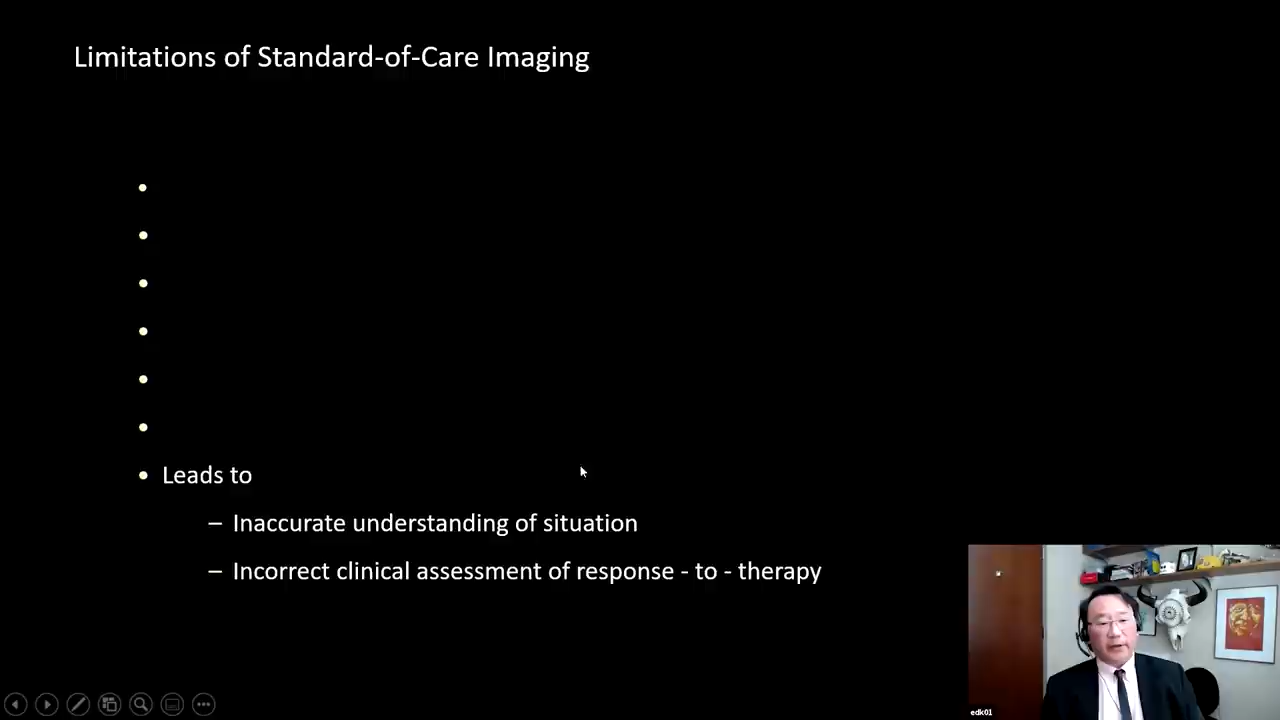 Limitations of Standard-of-Care Imaging
•
•
•
•
•
•
• Leads to
– Inaccurate understanding of situation
– Incorrect clinical assessment of response - to - therapy
edk01